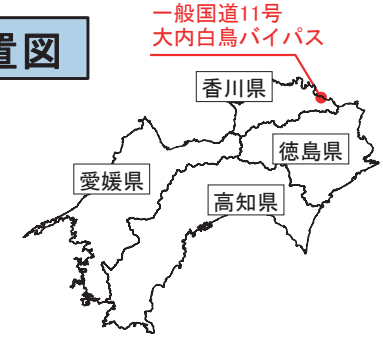 置図
一般国道11号
大内白鳥バイパス
香川県
徳島県
愛媛県
高知県